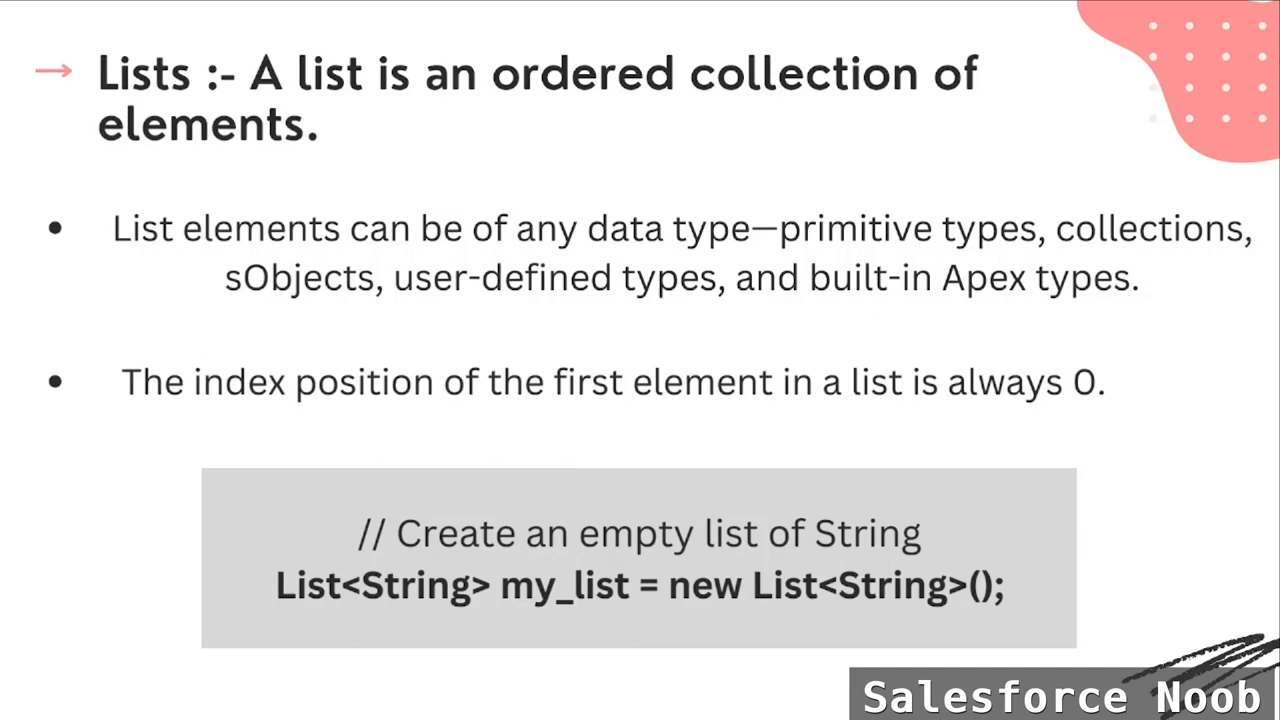 → Lists :- A list is an ordered collection of
elements.
• List elements can be of any data type—primitive types, collections,
sObjects, user-defined types, and built-in Apex types.
• The index position of the first element in a list is always 0.
// Create an empty list of String
List<String> my_list = new List<String>();
Salesforce Noob